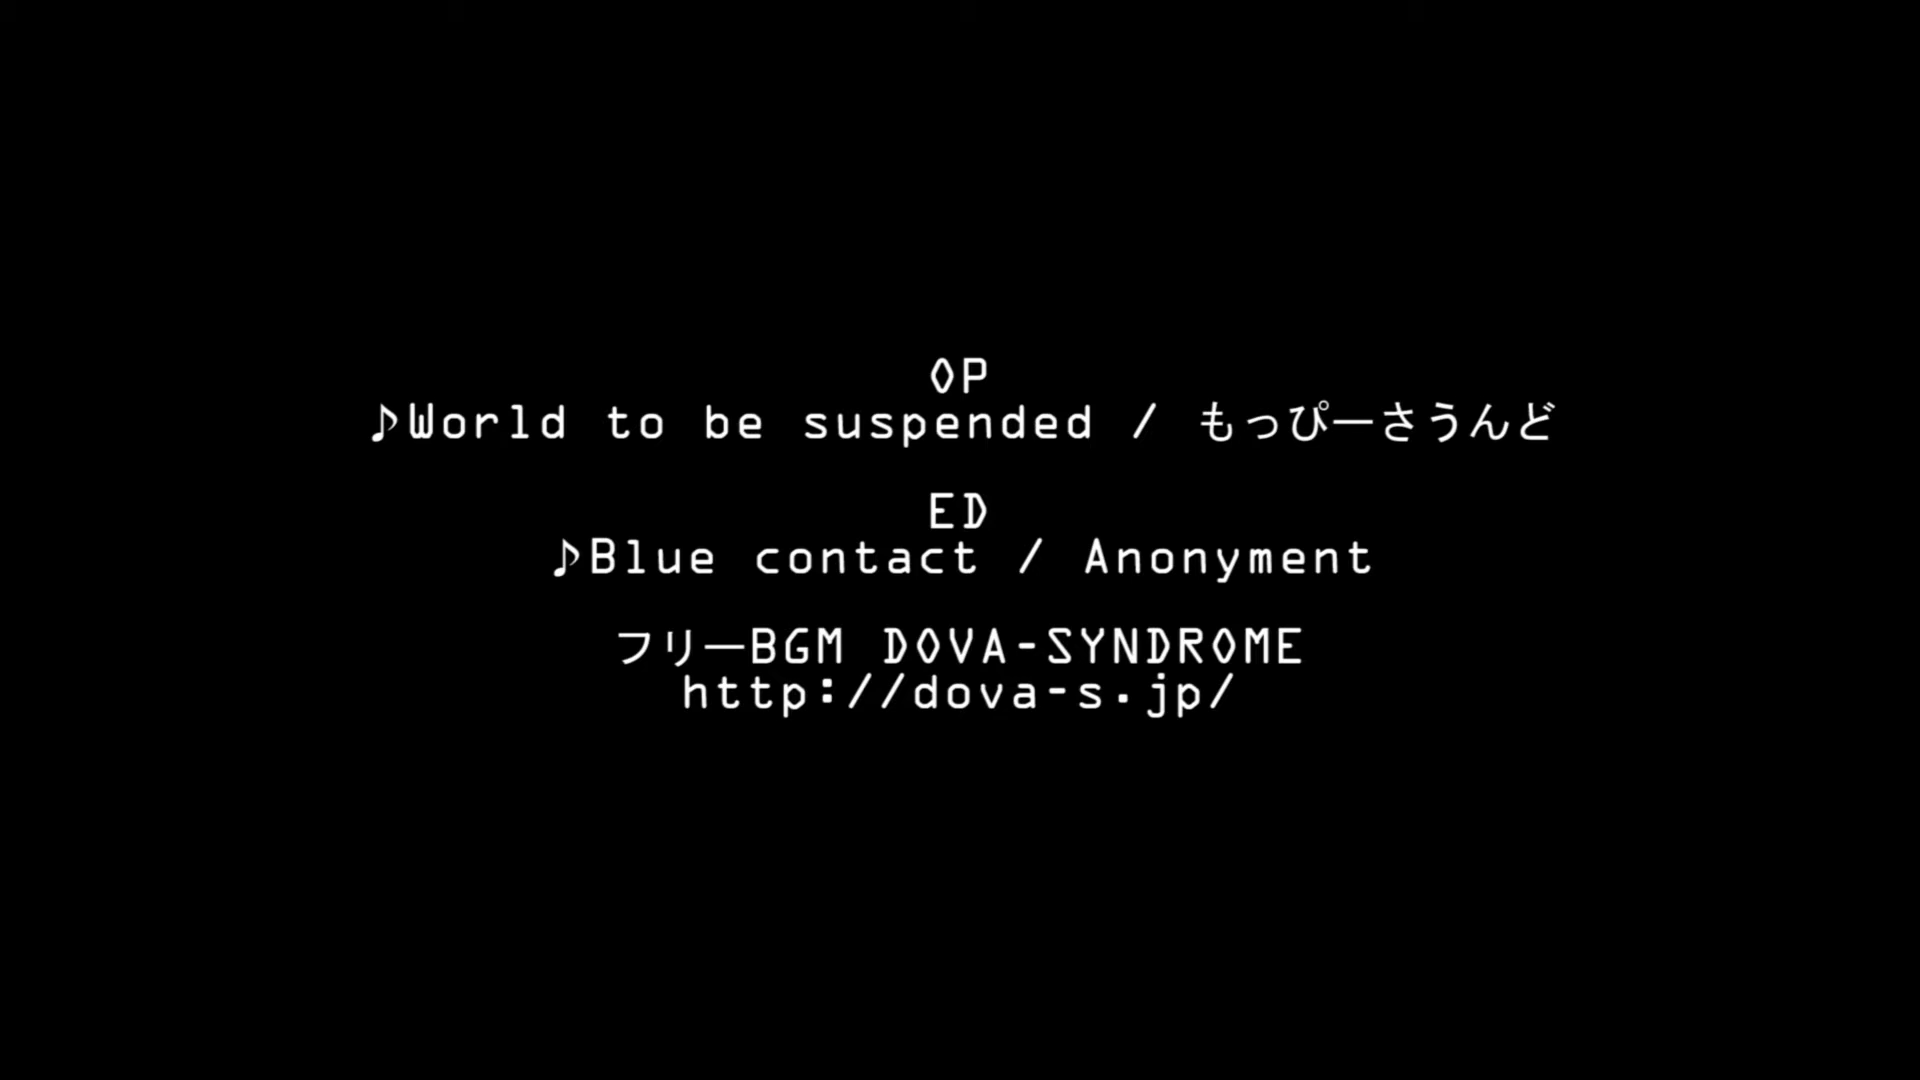 OP
♪World to be suspended / もっぴーさうんど
ED
♪Blue contact / Anonyment
フリーBGM DOVA-SYNDROME
http://dova-s.jp/